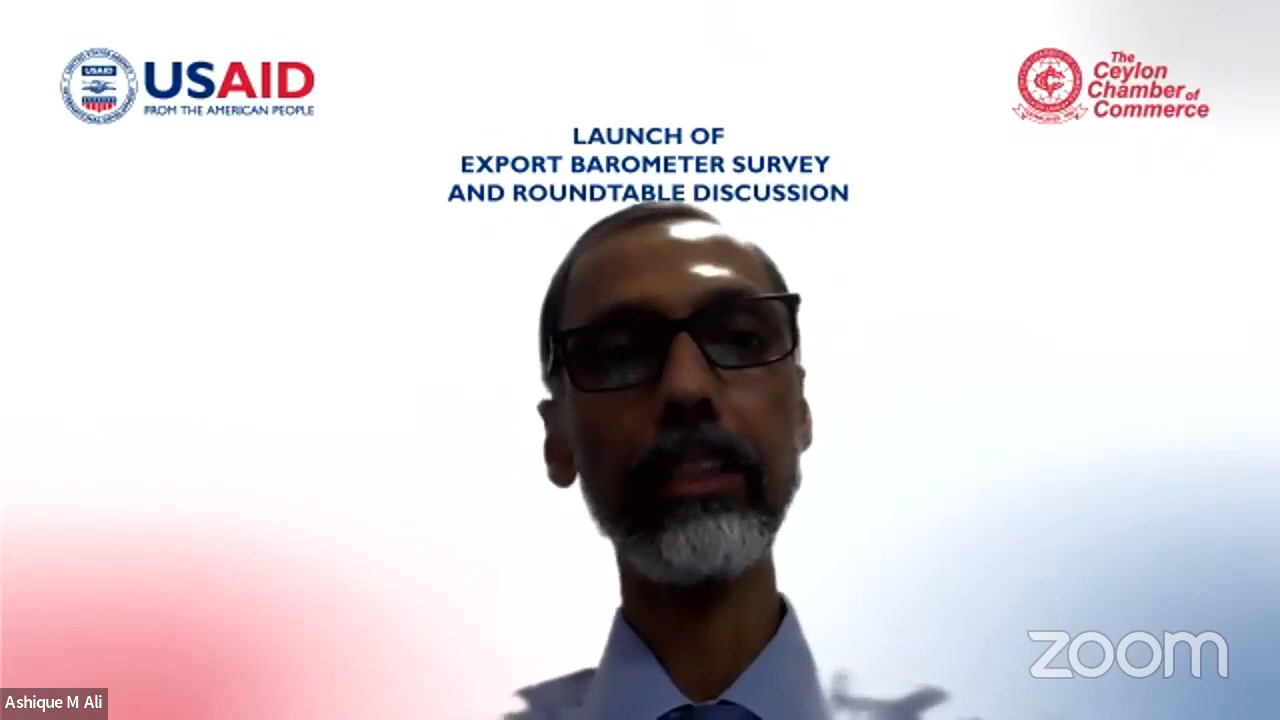 USAID
USAID
FROM THE AMERICAN PEOPLE
The
Ceylon
Chamber of
Commerce
LAUNCH OF
EXPORT BAROMETER SURVEY
AND ROUNDTABLE DISCUSSION
zoom
Ashique M Ali